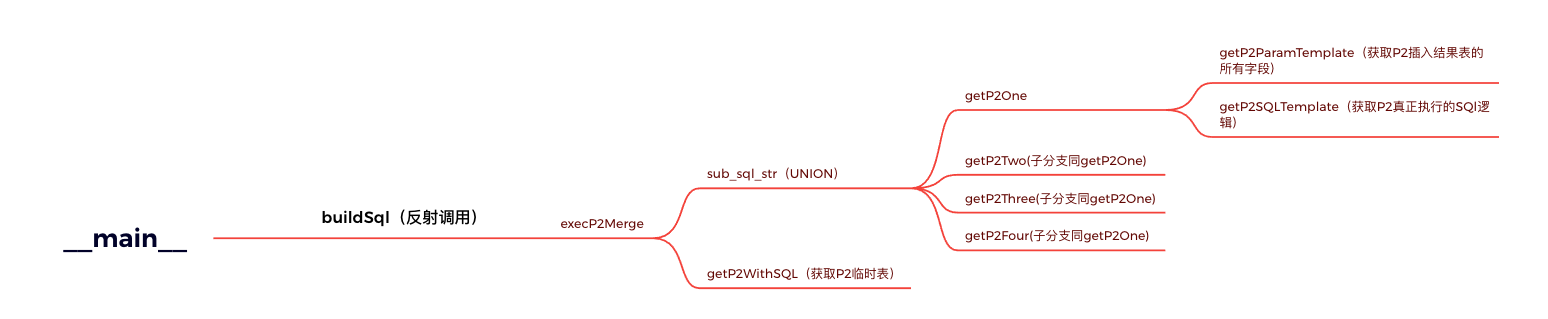 __main__
buildSql（反射调用）
execP2Merge
sub_sql_str（UNION）
getP2One
getP2ParamTemplate（获取P2插入结果表的
所有字段）
getP2SQLTemplate（获取P2真正执行的SQl逻
辑）
getP2Two(子分支同getP2One)
getP2Three(子分支同getP2One)
getP2Four(子分支同getP2One)
getP2WithSQL（获取P2临时表）